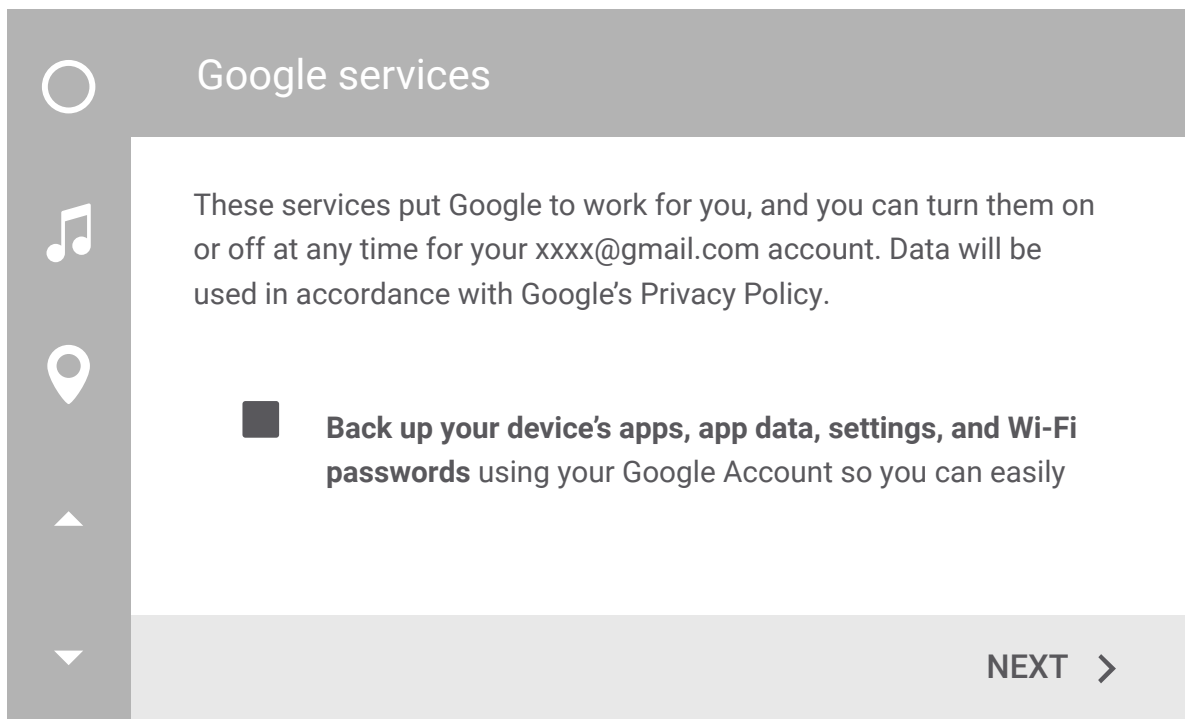 Google services
These services put Google to work for you, and you can turn them on
or off at any time for your xxxx@gmail.com account. Data will be
used in accordance with Google’s Privacy Policy.
Back up your device’s apps, app data, settings, and Wi-Fi
passwords using your Google Account so you can easily
NEXT